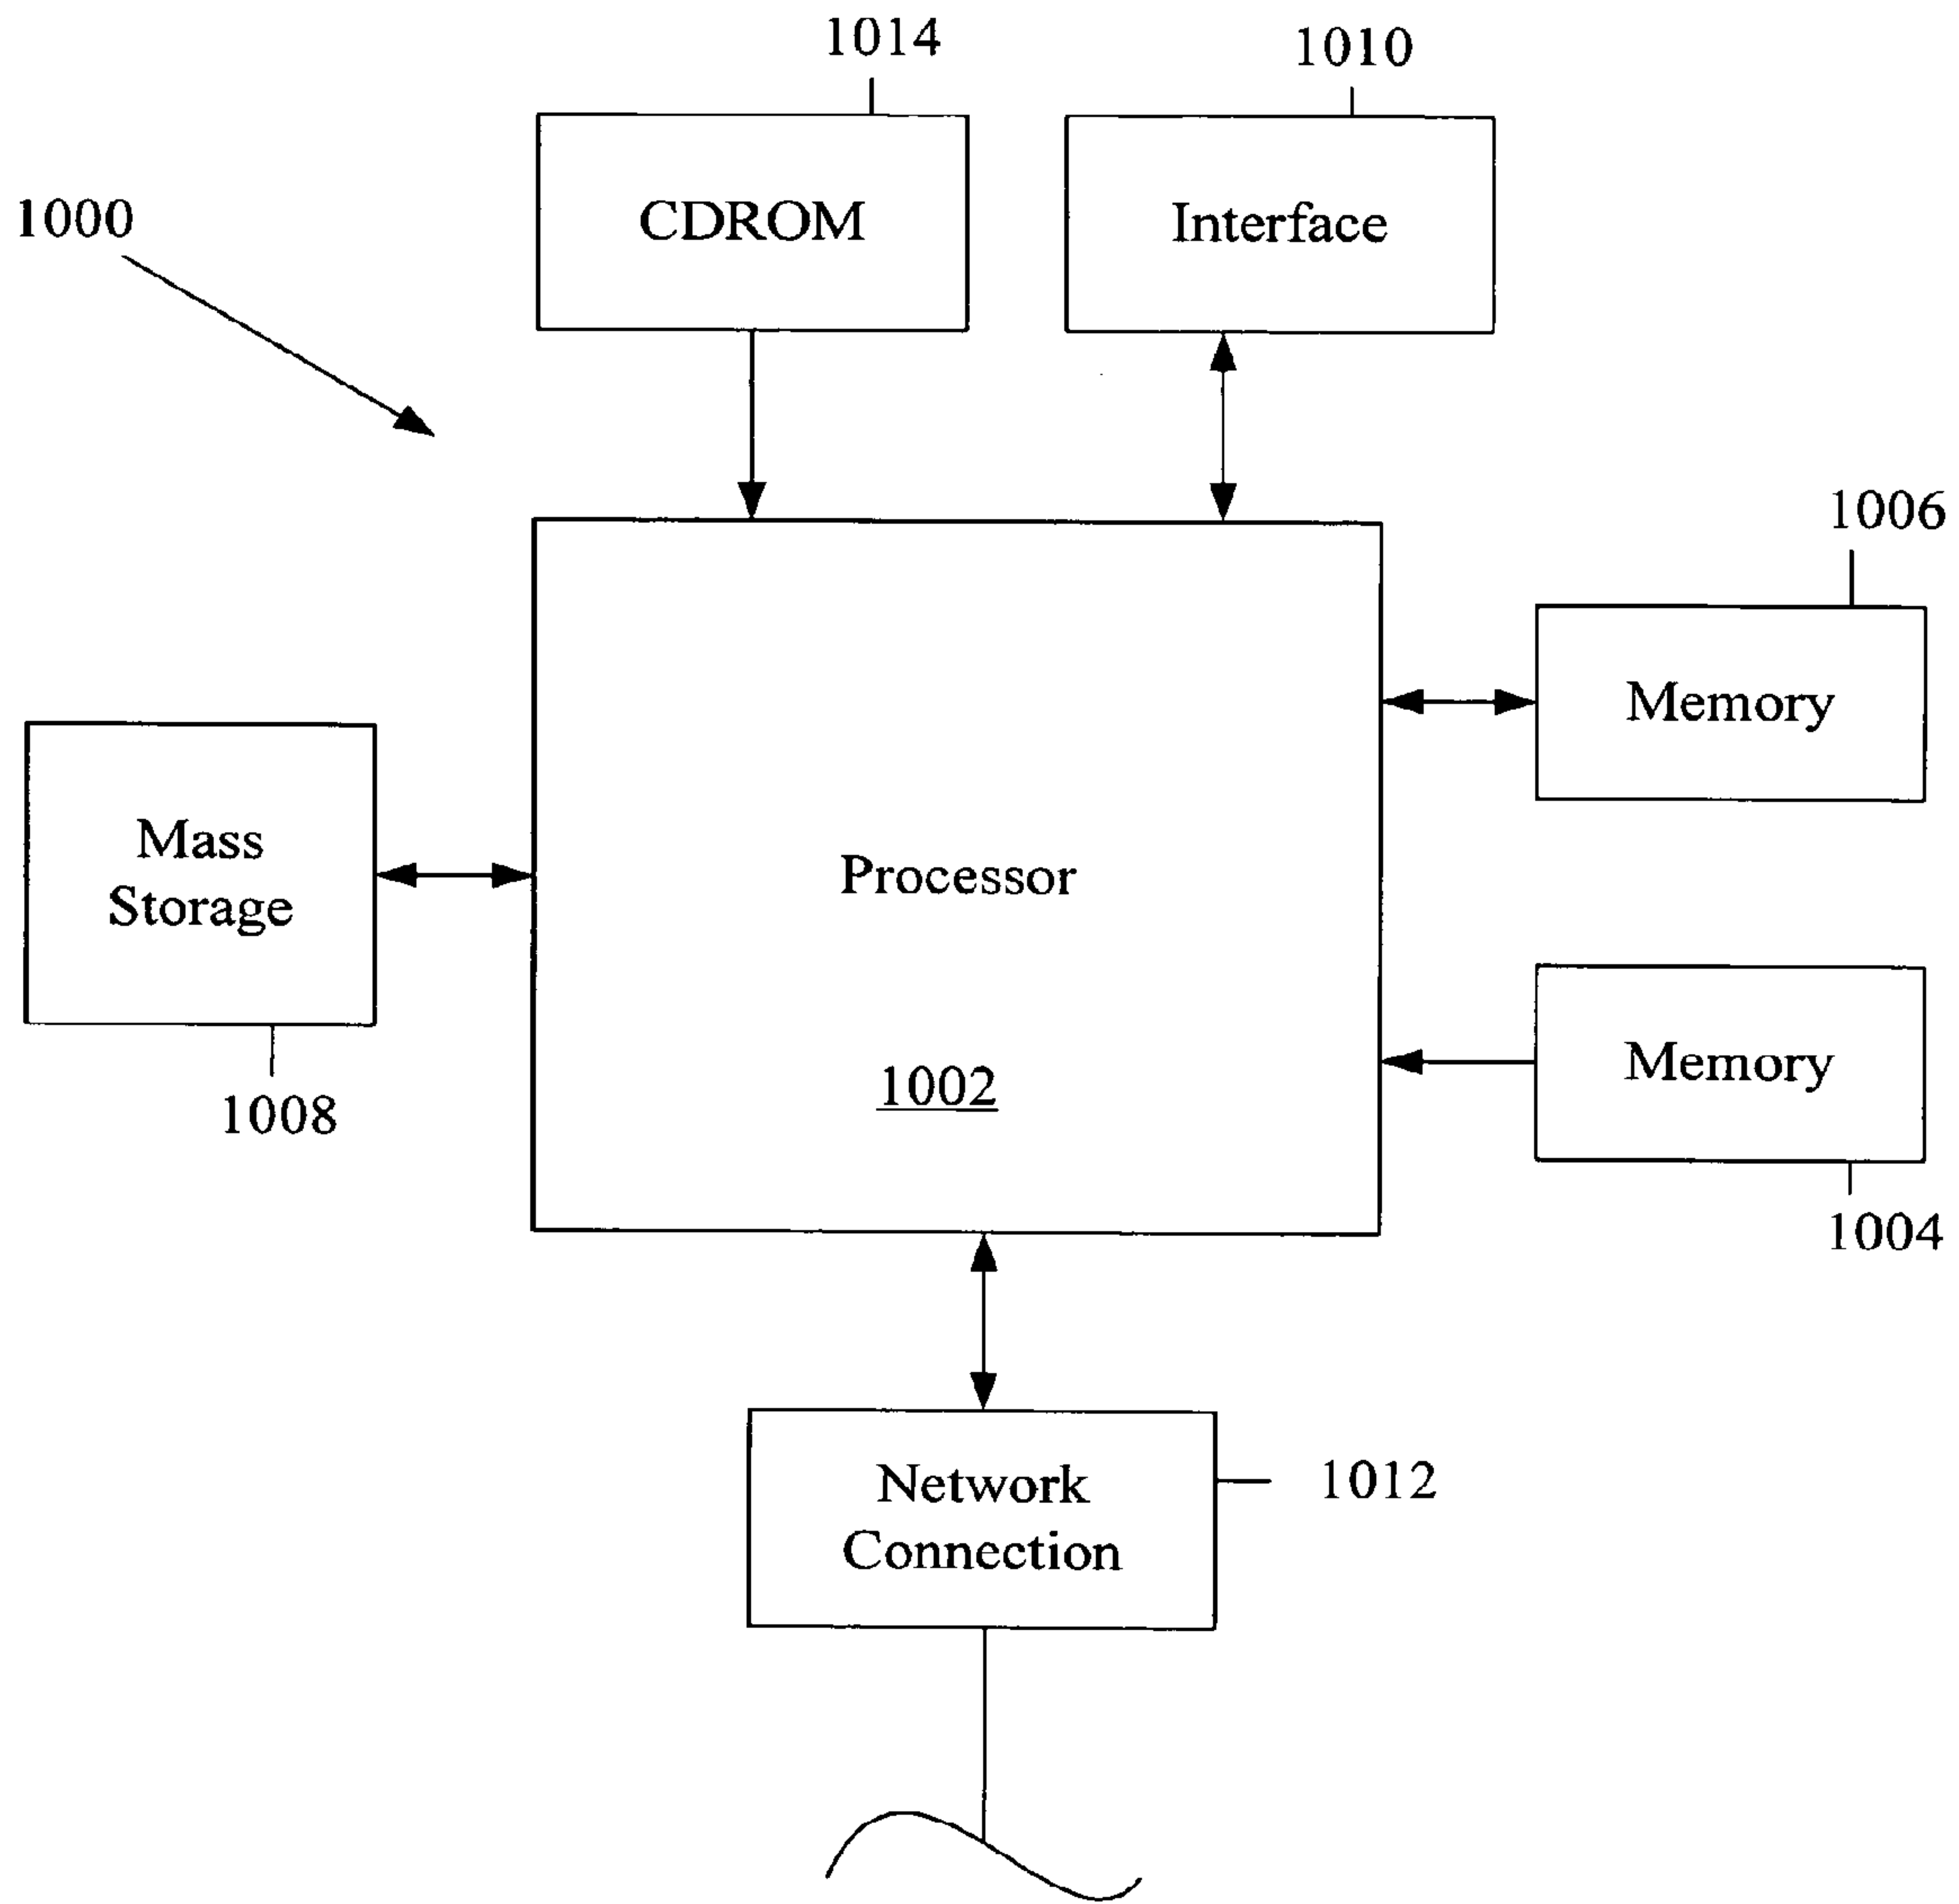 1014
1010
1000
CDROM
Interface
1006
Memory
Mass
Storage
Processor
Memory
1002
1008
1004
Network
Connection
1012